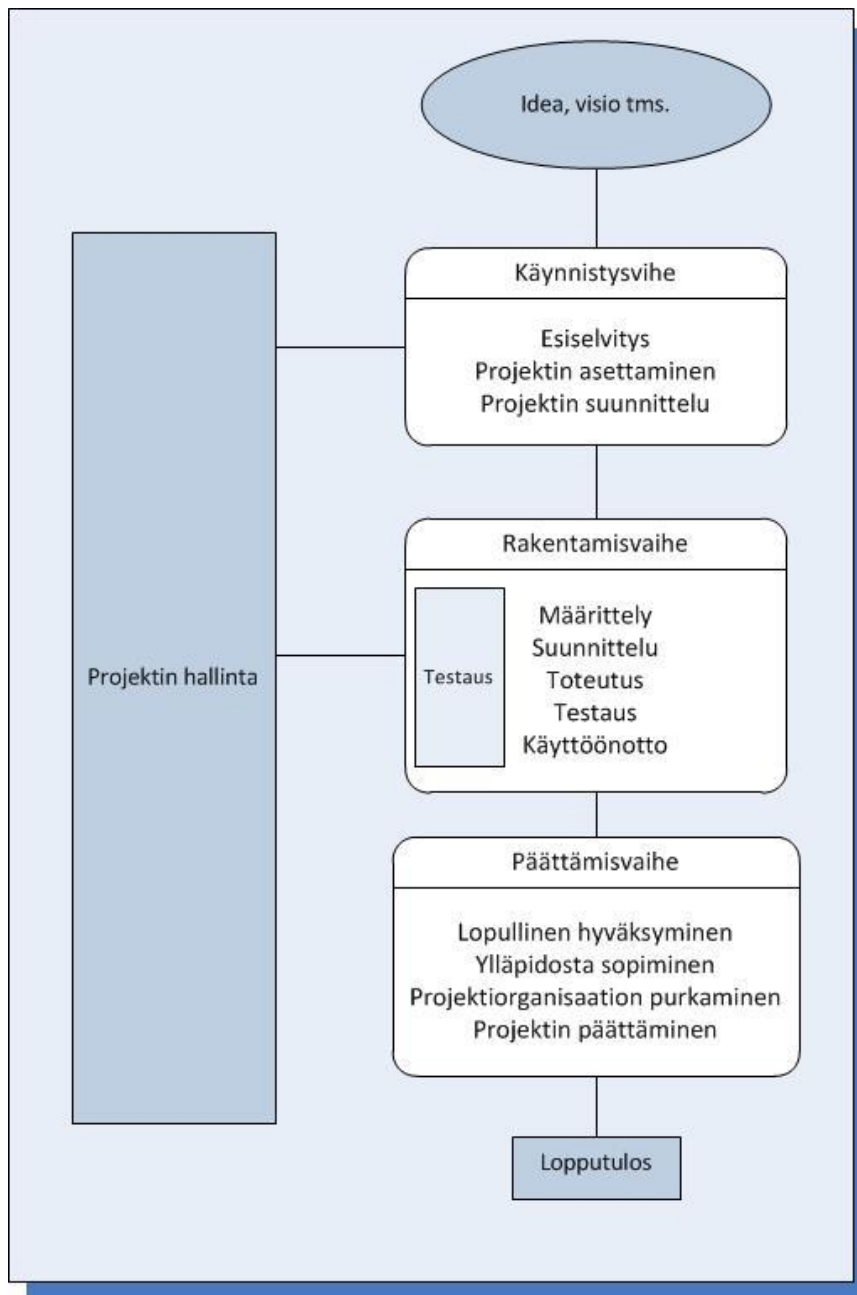 Idea, visio tms.
Käynnistysvihe
Esiselvitys
Projektin asettaminen
Projektin suunnittelu
Projektin hallinta
Rakentamisvaihe
Testaus
Määrittely
Suunnittelu
Toteutus
Testaus
Käyttöönotto
Päättämisvaihe
Lopullinen hyväksyminen
Ylläpidosta sopiminen
Projektiorganisaation purkaminen
Projektin päättäminen
Lopputulos